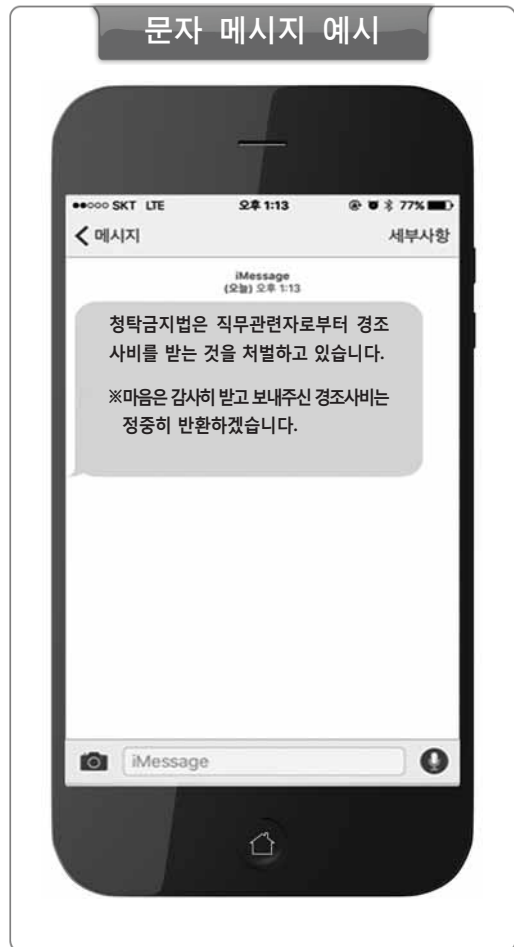 문자 메시지 예시
●●○○○ SKT LTE 오후 1:13 77%
메시지 세부사항
iMessage
(오늘) 오후 1:13
청탁금지법은 직무관련자로부터 경조
사비를 받는 것을 처벌하고 있습니다.
※마음은 감사히 받고 보내주신 경조사비는
정중히 반환하겠습니다.
iMessage